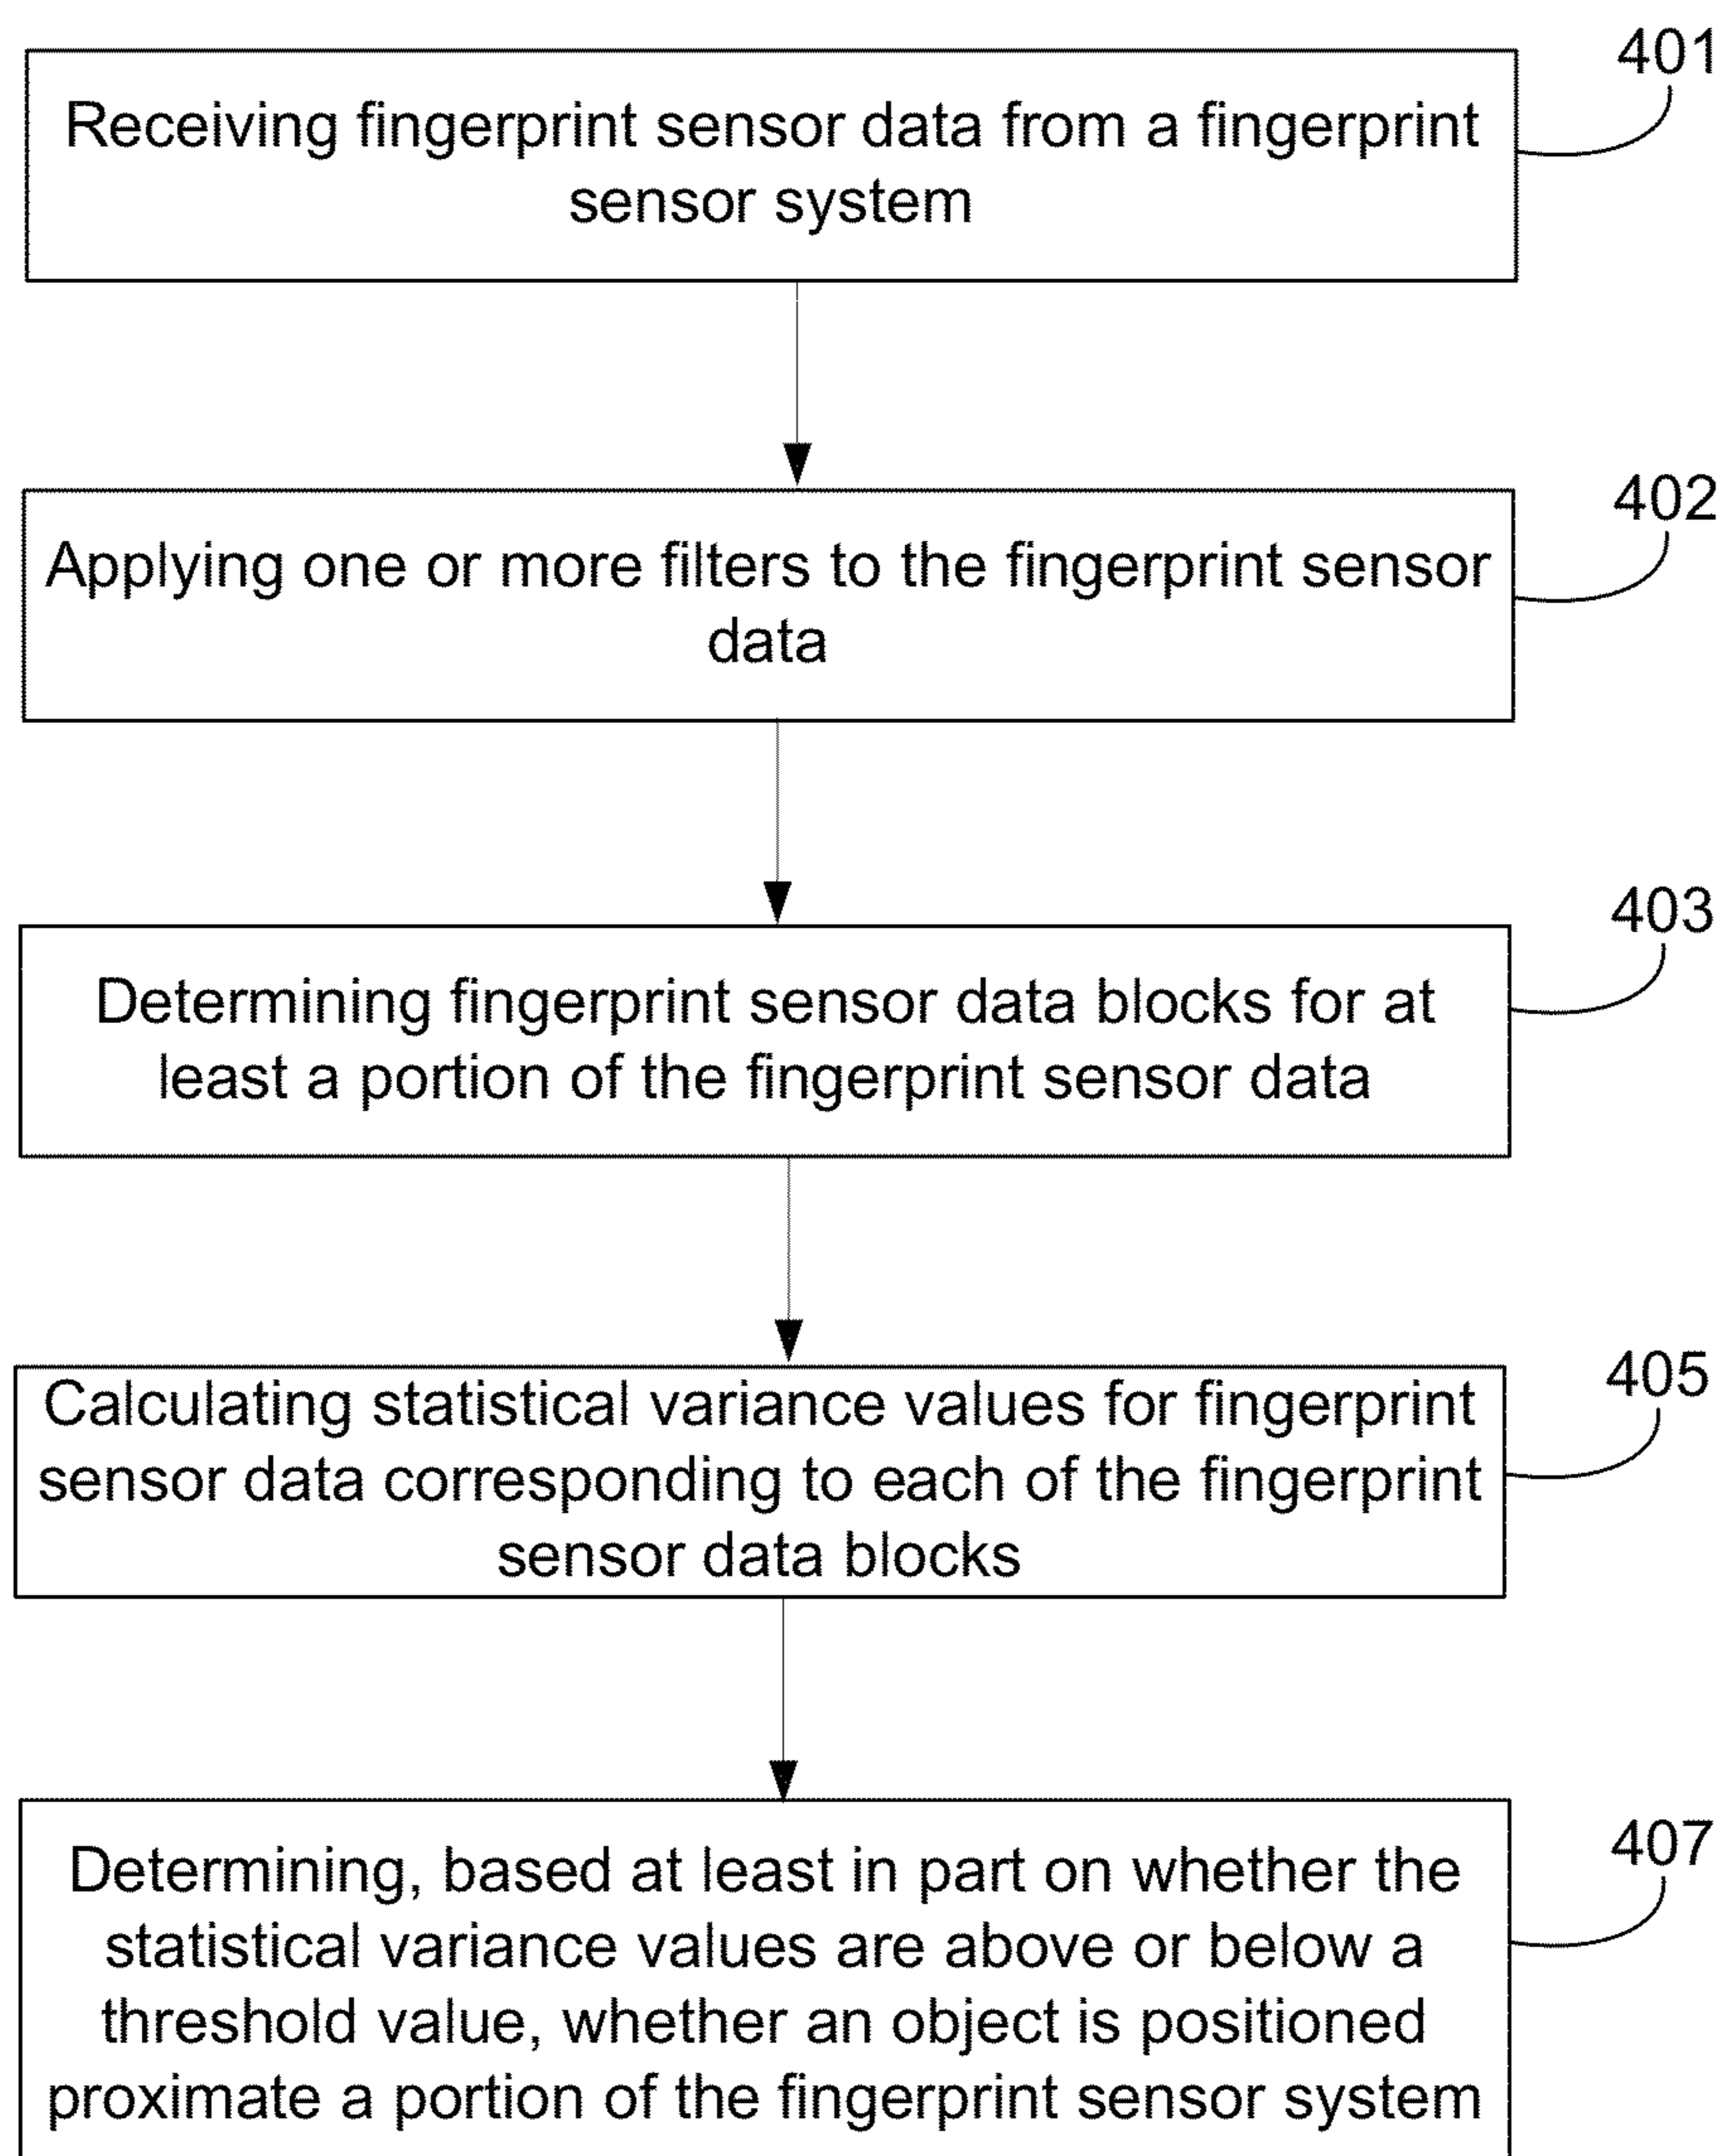 401
Receiving fingerprint sensor data from a fingerprint
sensor system
402
Applying one or more filters to the fingerprint sensor
data
403
Determining fingerprint sensor data blocks for at
least a portion of the fingerprint sensor data
405
Calculating statistical variance values for fingerprint
sensor data corresponding to each of the fingerprint
sensor data blocks
407
Determining, based at least in part on whether the
statistical variance values are above or below a
threshold value, whether an object is positioned
proximate a portion of the fingerprint sensor system